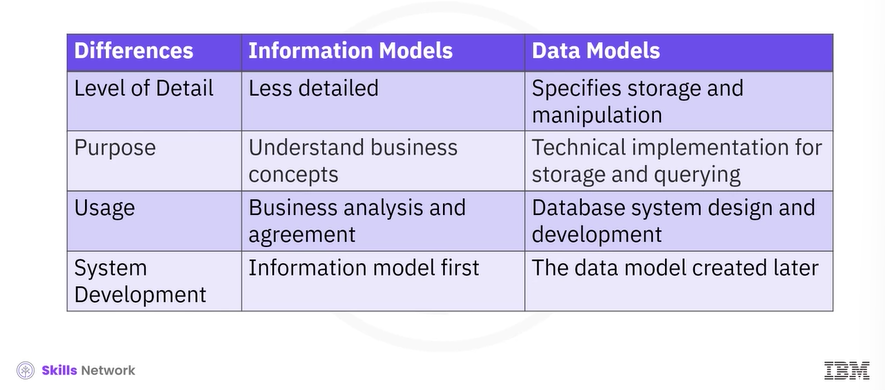 Differences Information Models Data Models
Level of Detail Less detailed Specifies storage and
manipulation
Purpose Understand business Technical implementation for
concepts storage and querying
Usage Business analysis and Database system design and
agreement development
System Information model first The data model created later
Development
Skills Network IBM